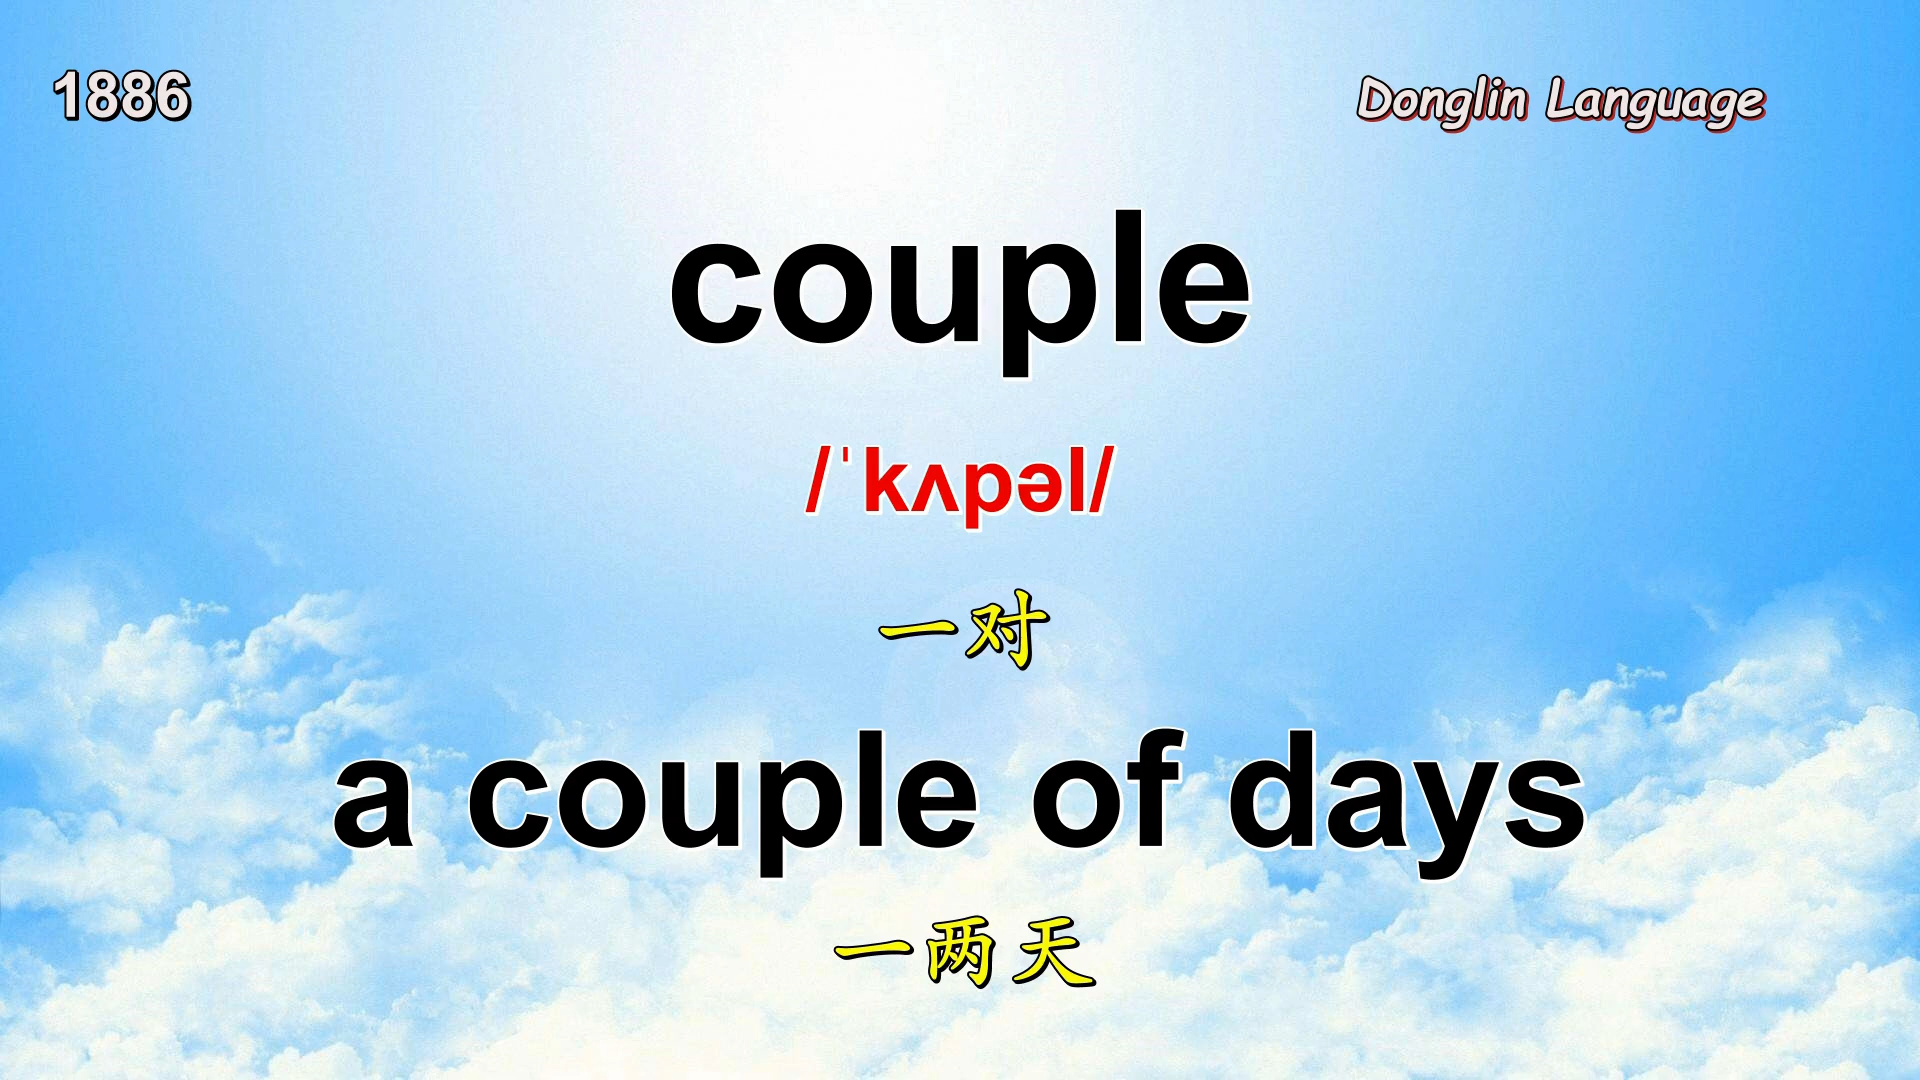 1886
Donglin Language
couple
/ˈkʌpəl/
一对
a couple of days
一两天